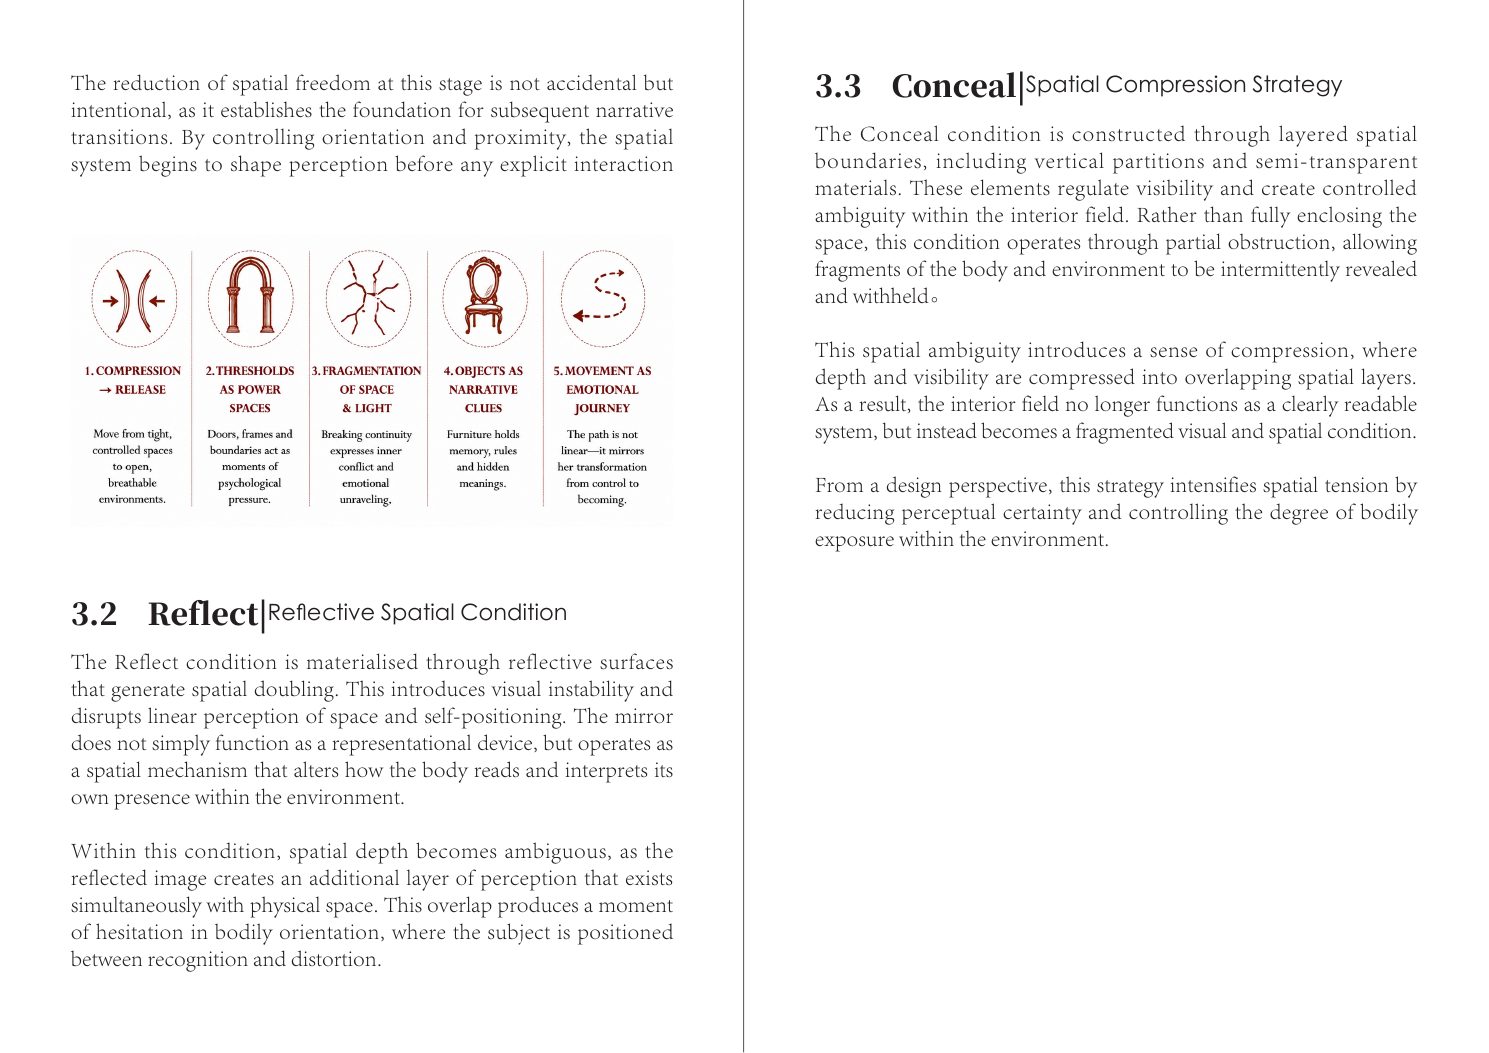 The reduction of spatial freedom at this stage is not accidental but
intentional, as it establishes the foundation for subsequent narrative
transitions. By controlling orientation and proximity, the spatial
system begins to shape perception before any explicit interaction
1. COMPRESSION
→ RELEASE
Move from tight,
controlled spaces
to open,
breathable
environments.
2. THRESHOLDS
AS POWER
SPACES
Doors, frames and
boundaries act as
moments of
psychological
pressure.
3. FRAGMENTATION
OF SPACE
& LIGHT
Breaking continuity
expresses inner
conflict and
emotional
unraveling.
4. OBJECTS AS
NARRATIVE
CLUES
Furniture holds
memory, rules
and hidden
meanings.
5. MOVEMENT AS
EMOTIONAL
JOURNEY
The path is not
linear—it mirrors
her transformation
from control to
becoming.
3.2 Reflect|Reflective Spatial Condition
The Reflect condition is materialised through reflective surfaces
that generate spatial doubling. This introduces visual instability and
disrupts linear perception of space and self-positioning. The mirror
does not simply function as a representational device, but operates as
a spatial mechanism that alters how the body reads and interprets its
own presence within the environment.
Within this condition, spatial depth becomes ambiguous, as the
reflected image creates an additional layer of perception that exists
simultaneously with physical space. This overlap produces a moment
of hesitation in bodily orientation, where the subject is positioned
between recognition and distortion.
3.3 Conceal|Spatial Compression Strategy
The Conceal condition is constructed through layered spatial
boundaries, including vertical partitions and semi-transparent
materials. These elements regulate visibility and create controlled
ambiguity within the interior field. Rather than fully enclosing the
space, this condition operates through partial obstruction, allowing
fragments of the body and environment to be intermittently revealed
and withheld。
This spatial ambiguity introduces a sense of compression, where
depth and visibility are compressed into overlapping spatial layers.
As a result, the interior field no longer functions as a clearly readable
system, but instead becomes a fragmented visual and spatial condition.
From a design perspective, this strategy intensifies spatial tension by
reducing perceptual certainty and controlling the degree of bodily
exposure within the environment.